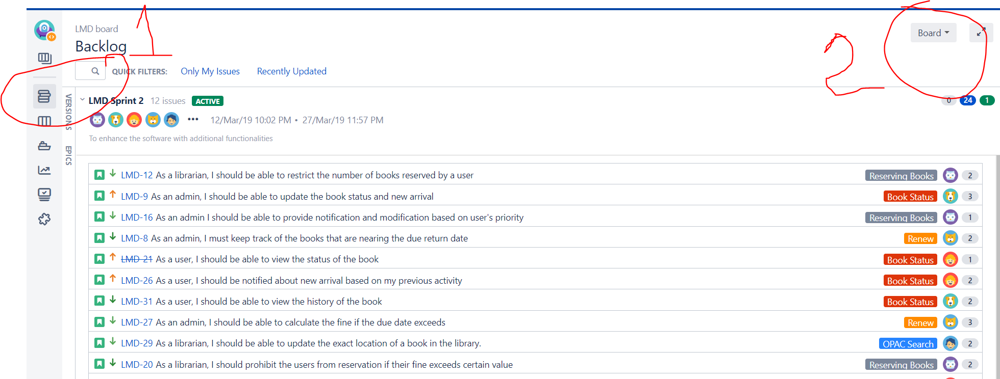 LMD board
Backlog
1
2
Board
QUICK FILTERS: Only My Issues Recently Updated
VERSIONS
EPICS
LMD Sprint 2 12 issues ACTIVE 0 24 1
12/Mar/19 10:02 PM • 27/Mar/19 11:57 PM
To enhance the software with additional functionalities
LMD-12 As a librarian, I should be able to restrict the number of books reserved by a user Reserving Books 2
LMD-9 As an admin, I should be able to update the book status and new arrival Book Status 3
LMD-16 As an admin I should be able to provide notification and modification based on user's priority Reserving Books 1
LMD-8 As an admin, I must keep track of the books that are nearing the due return date Renew 2
LMD-21 As a user, I should be able to view the status of the book Book Status 1
LMD-26 As a user, I should be notified about new arrival based on my previous activity Book Status 2
LMD-31 As a user, I should be able to view the history of the book Book Status 2
LMD-27 As an admin, I should be able to calculate the fine if the due date exceeds Renew 3
LMD-29 As a librarian, I should be able to update the exact location of a book in the library. OPAC Search 2
LMD-20 As a librarian, I should prohibit the users from reservation if their fine exceeds certain value Reserving Books 2